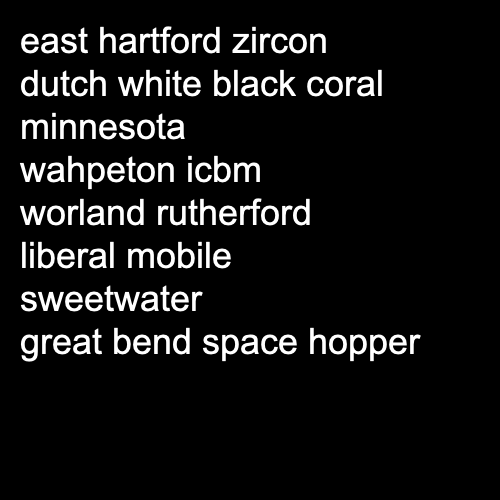 east hartford zircon
dutch white black coral
minnesota
wahpeton icbm
worland rutherford
liberal mobile
sweetwater
great bend space hopper